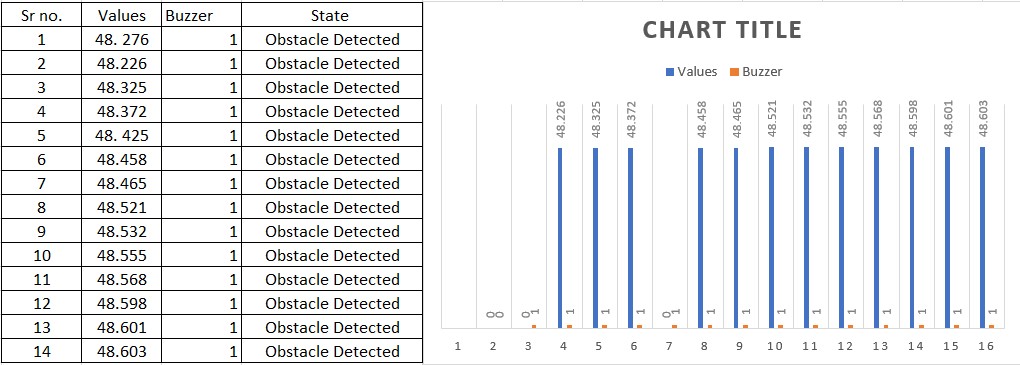 Sr no. Values Buzzer State
1 48. 276 1 Obstacle Detected
2 48.226 1 Obstacle Detected
3 48.325 1 Obstacle Detected
4 48.372 1 Obstacle Detected
5 48. 425 1 Obstacle Detected
6 48.458 1 Obstacle Detected
7 48.465 1 Obstacle Detected
8 48.521 1 Obstacle Detected
9 48.532 1 Obstacle Detected
10 48.555 1 Obstacle Detected
11 48.568 1 Obstacle Detected
12 48.598 1 Obstacle Detected
13 48.601 1 Obstacle Detected
14 48.603 1 Obstacle Detected
CHART TITLE
Values Buzzer
48.226 48.325 48.372 48.458 48.465 48.521 48.532 48.555 48.568 48.598 48.601 48.603
0 0 0 1 1 1 1 0 1 1 1 1 1 1 1 1 1 1
1 2 3 4 5 6 7 8 9 10 11 12 13 14 15 16